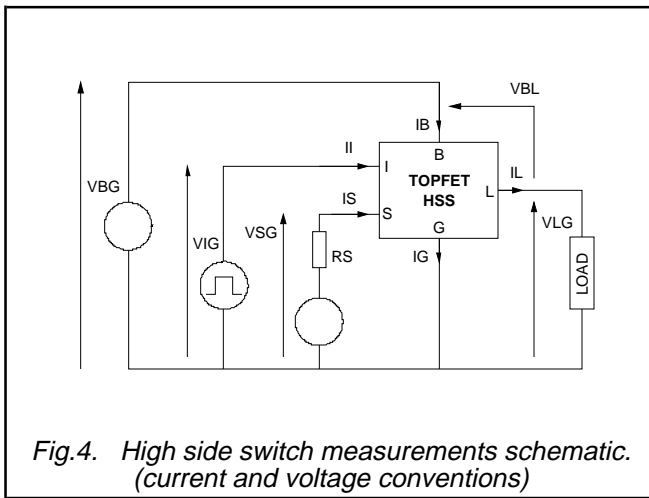 VBL
IB
II
B
VBG
I
TOPFET
HSS
L
IL
IS
S
VSG
VIG
G
VLG
RS
IG
LOAD
Fig.4. High side switch measurements schematic.
(current and voltage conventions)